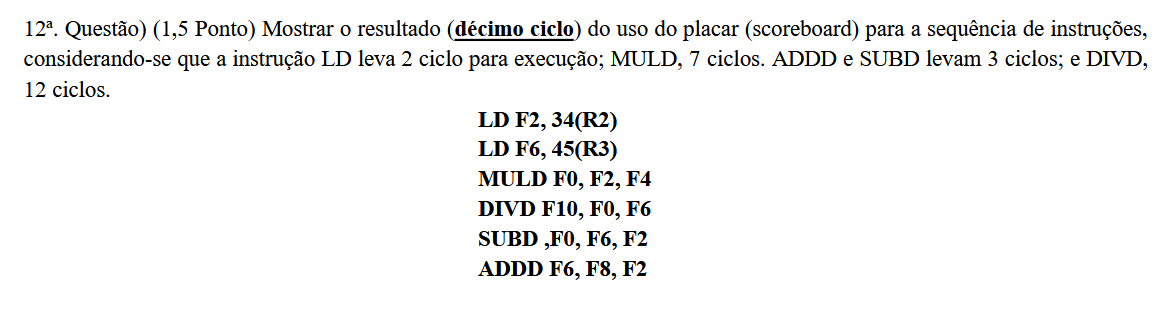 12ª. Questão) (1,5 Ponto) Mostrar o resultado (décimo ciclo) do uso do placar (scoreboard) para a sequência de instruções,
considerando-se que a instrução LD leva 2 ciclo para execução; MULD, 7 ciclos. ADDD e SUBD levam 3 ciclos; e DIVD,
12 ciclos.
LD F2, 34(R2)
LD F6, 45(R3)
MULD F0, F2, F4
DIVD F10, F0, F6
SUBD ,F0, F6, F2
ADDD F6, F8, F2